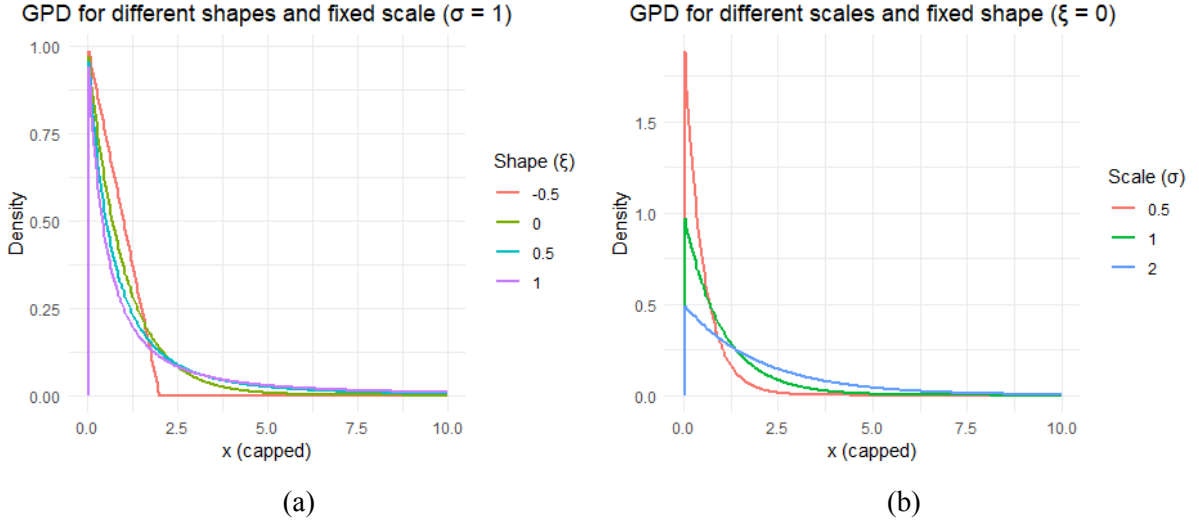 GPD for different shapes and fixed scale (σ = 1)
1.00
0.75
0.50
0.25
0.00
Density
0.0 2.5 5.0 7.5 10.0
x (capped)
Shape (ξ)
-0.5
0
0.5
1
(a)
GPD for different scales and fixed shape (ξ = 0)
1.5
1.0
0.5
0.0
Density
0.0 2.5 5.0 7.5 10.0
x (capped)
Scale (σ)
0.5
1
2
(b)